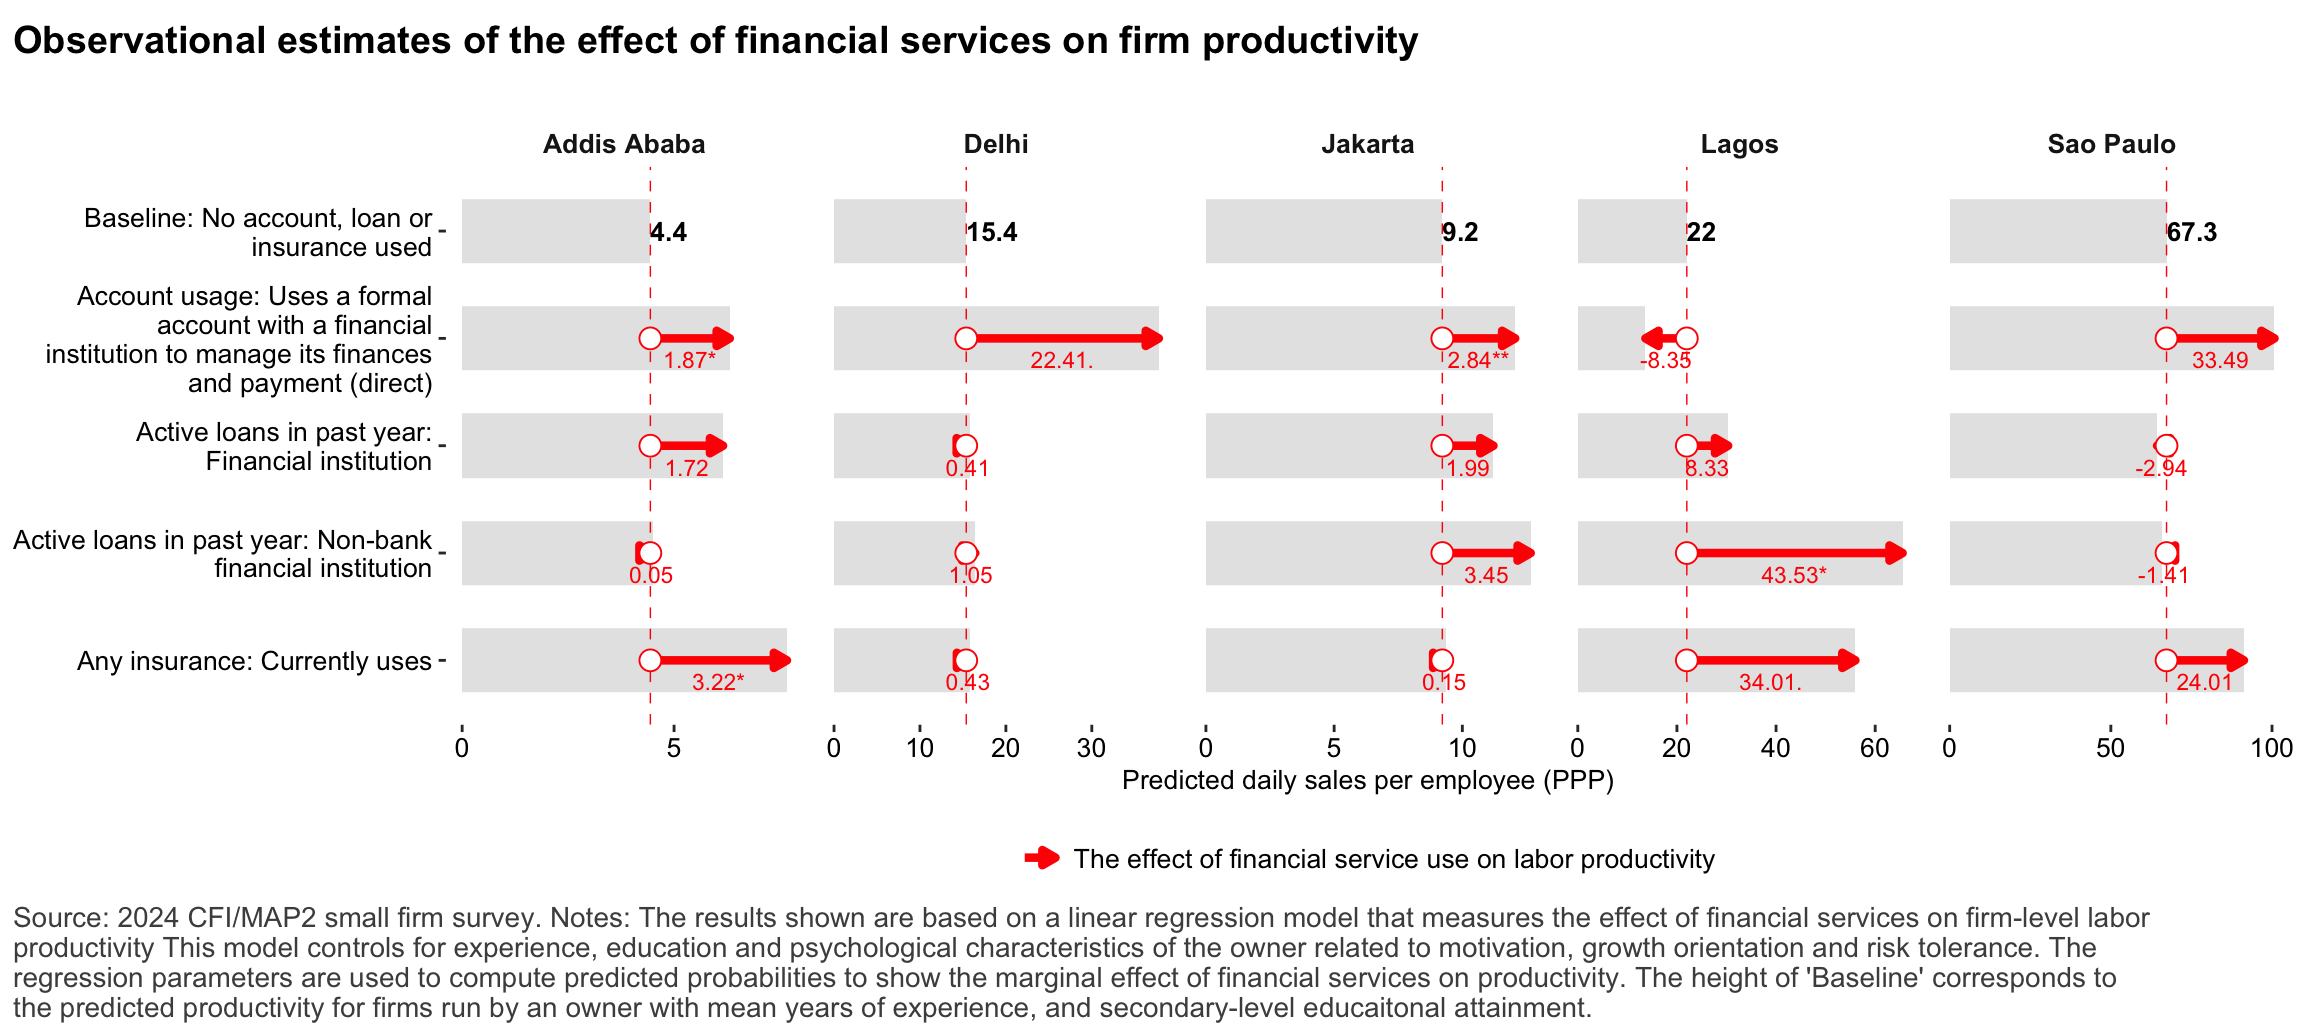 Observational estimates of the effect of financial services on firm productivity
Addis Ababa
Delhi
Jakarta
Lagos
Sao Paulo
Baseline: No account, loan or
insurance used
4.4
15.4
9.2
22
67.3
Account usage: Uses a formal
account with a financial
institution to manage its finances
and payment (direct)
1.87*
22.41.
2.84**
-8.35
33.49
Active loans in past year:
Financial institution
1.72
0.41
1.99
8.33
-2.94
Active loans in past year: Non-bank
financial institution
0.05
1.05
3.45
43.53*
-1.41
Any insurance: Currently uses
3.22*
0.43
0.15
34.01.
24.01
0 5
0 10 20 30
0 5 10
0 20 40 60
0 50 100
Predicted daily sales per employee (PPP)
The effect of financial service use on labor productivity
Source: 2024 CFI/MAP2 small firm survey. Notes: The results shown are based on a linear regression model that measures the effect of financial services on firm-level labor
productivity This model controls for experience, education and psychological characteristics of the owner related to motivation, growth orientation and risk tolerance. The
regression parameters are used to compute predicted probabilities to show the marginal effect of financial services on productivity. The height of 'Baseline' corresponds to
the predicted productivity for firms run by an owner with mean years of experience, and secondary-level educaitonal attainment.